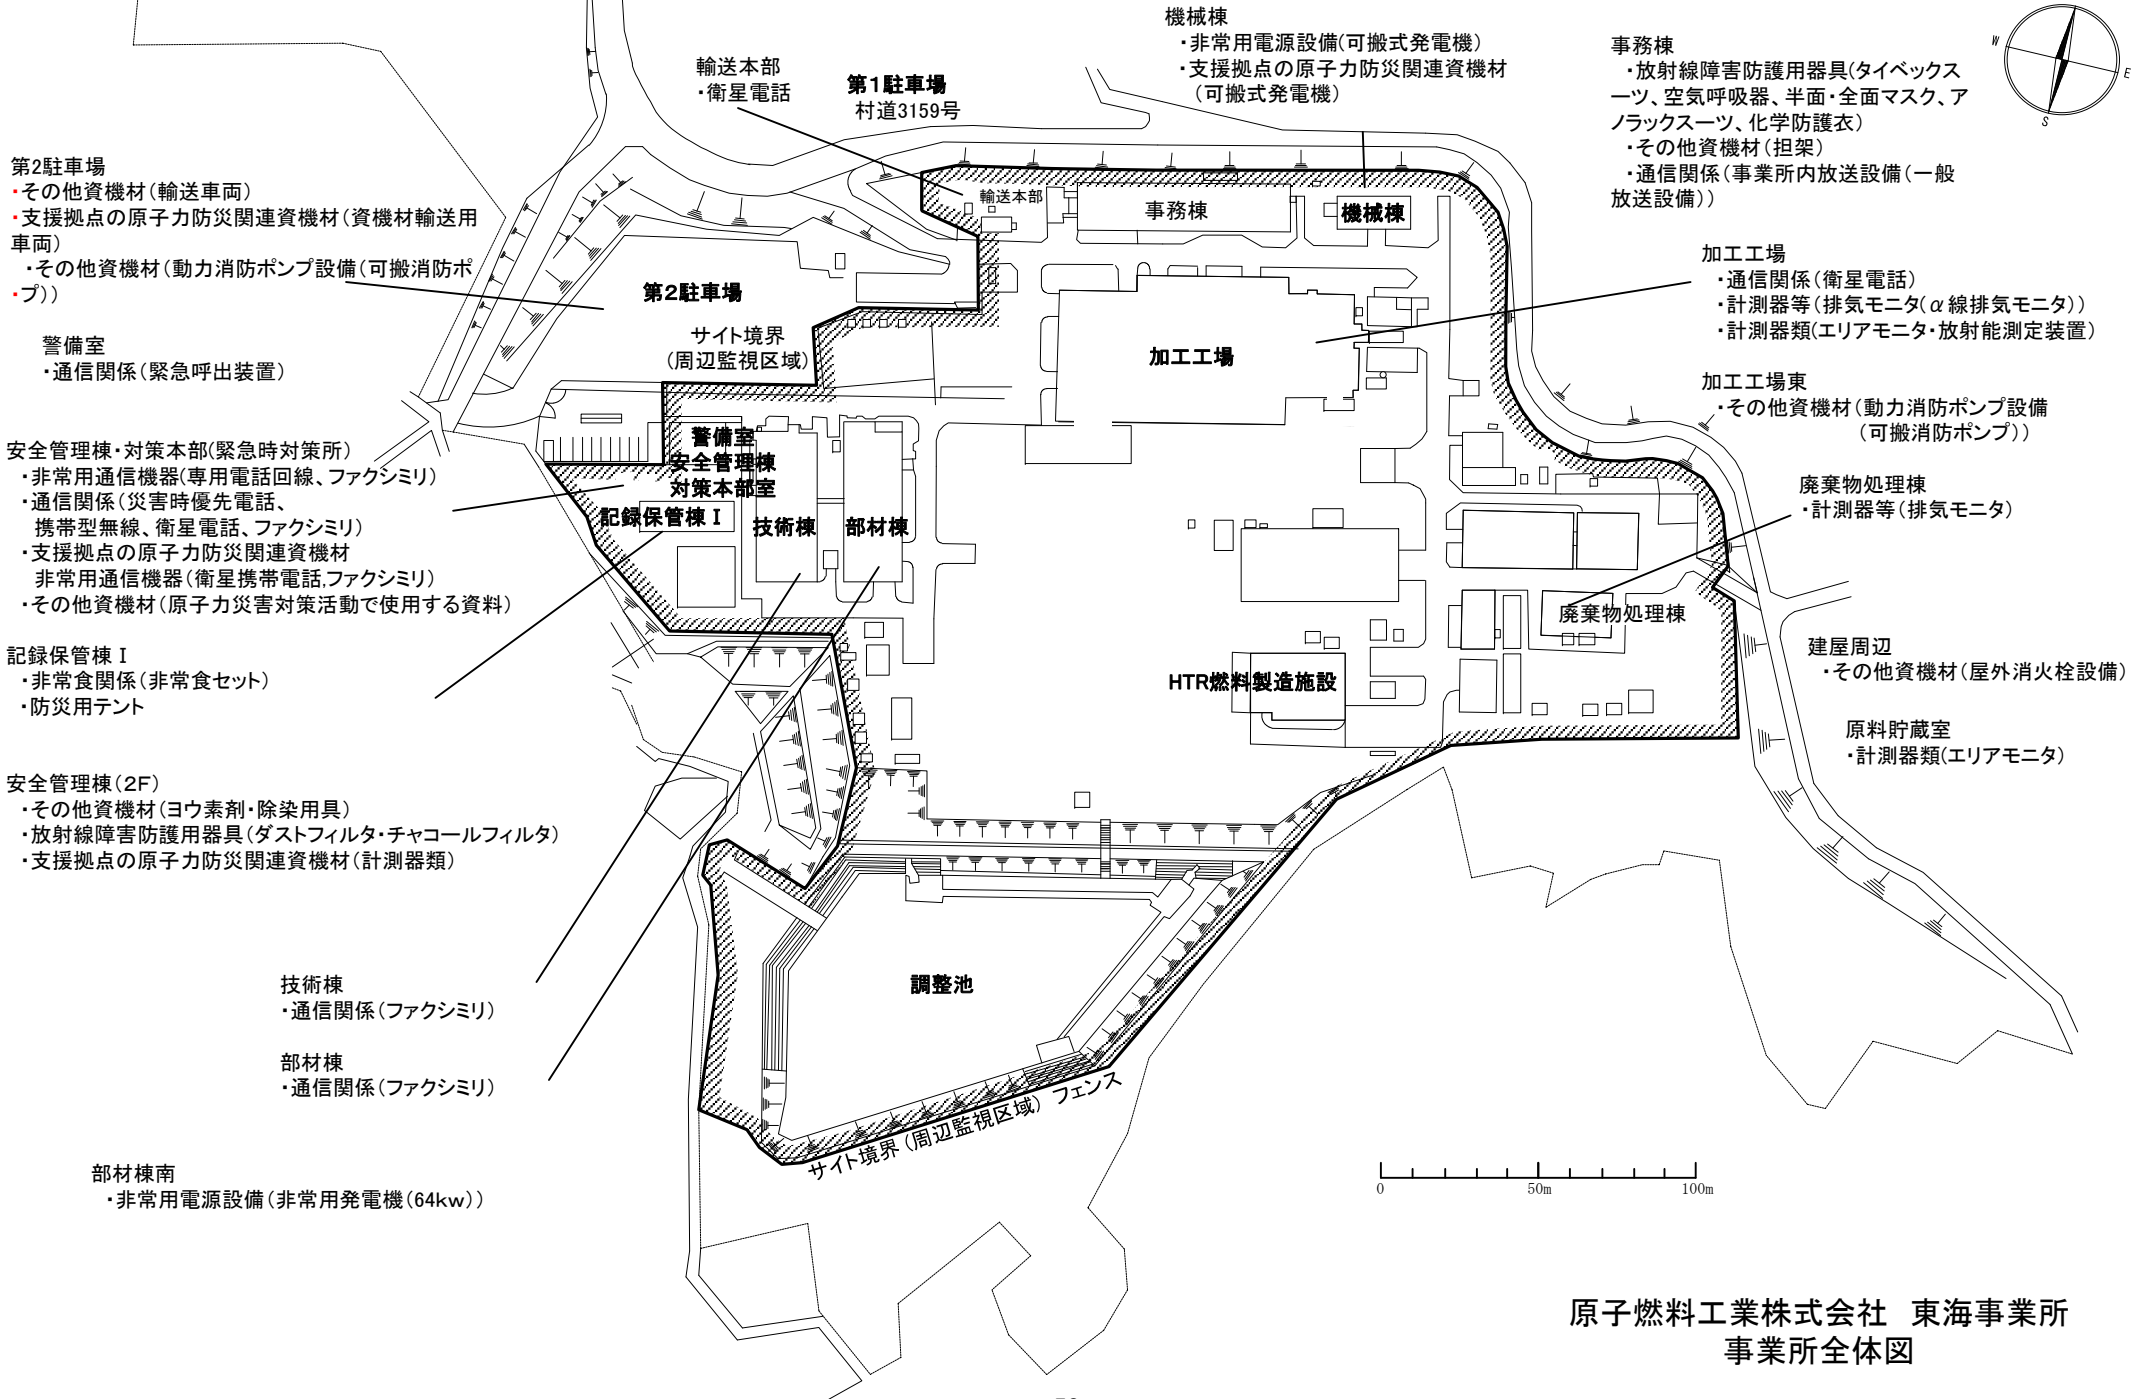 機械棟
・非常用電源設備(可搬式発電機)
・支援拠点の原子力防災関連資機材
(可搬式発電機)
輸送本部
・衛星電話
第1駐車場
村道3159号
事務棟
・放射線障害防護用器具(タイベックス
ーツ、空気呼吸器、半面・全面マスク、ア
ノラックスーツ、化学防護衣)
・その他資機材(担架)
・通信関係(事業所内放送設備(一般
放送設備))
W
E
S
第2駐車場
・その他資機材(輸送車両)
・支援拠点の原子力防災関連資機材(資機材輸送用
車両)
・その他資機材(動力消防ポンプ設備(可搬消防ポ
・プ))
警備室
・通信関係(緊急呼出装置)
安全管理棟・対策本部(緊急時対策所)
・非常用通信機器(専用電話回線、ファクシミリ)
・通信関係(災害時優先電話、
携帯型無線、衛星電話、ファクシミリ)
・支援拠点の原子力防災関連資機材
非常用通信機器(衛星携帯電話,ファクシミリ)
・その他資機材(原子力災害対策活動で使用する資料)
記録保管棟Ⅰ
・非常食関係(非常食セット)
・防災用テント
安全管理棟(2F)
・その他資機材(ヨウ素剤・除染用具)
・放射線障害防護用器具(ダストフィルタ・チャコールフィルタ)
・支援拠点の原子力防災関連資機材(計測器類)
技術棟
・通信関係(ファクシミリ)
部材棟
・通信関係(ファクシミリ)
部材棟南
・非常用電源設備(非常用発電機(64kw))
輸送本部
事務棟
機械棟
第2駐車場
サイト境界
(周辺監視区域)
加工工場
警備室
安全管理棟
対策本部室
記録保管棟Ⅰ
技術棟
部材棟
廃棄物処理棟
HTR燃料製造施設
調整池
サイト境界(周辺監視区域) フェンス
加工工場
・通信関係(衛星電話)
・計測器等(排気モニタ(α線排気モニタ))
・計測器類(エリアモニタ・放射能測定装置)
加工工場東
・その他資機材(動力消防ポンプ設備
(可搬消防ポンプ))
廃棄物処理棟
・計測器等(排気モニタ)
建屋周辺
・その他資機材(屋外消火栓設備)
原料貯蔵室
・計測器類(エリアモニタ)
0 50m 100m
原子燃料工業株式会社 東海事業所
事業所全体図